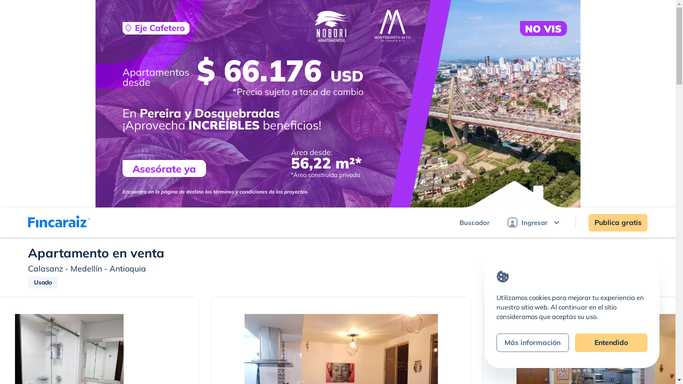 Eje Cafetero
NOBORI
APARTAMENTOS
NO VIS
Apartamentos
desde
$ 66.176 USD
*Precio sujeto a tasa de cambio
En Pereira y Dosquebradas
¡Aprovecha INCREÍBLES beneficios!
Área desde:
56,22 m²*
*Área construida privada
Asesórate ya
Encuentra en la página de destino los términos y condiciones de los proyectos.
Fincaraiz
Buscador
Ingresar
Publica gratis
Apartamento en venta
Calasanz - Medellín - Antioquia
Usado
Utilizamos cookies para mejorar tu experiencia en
nuestro sitio web. Al continuar en el sitio
consideramos que aceptas su uso.
Más información
Entendido